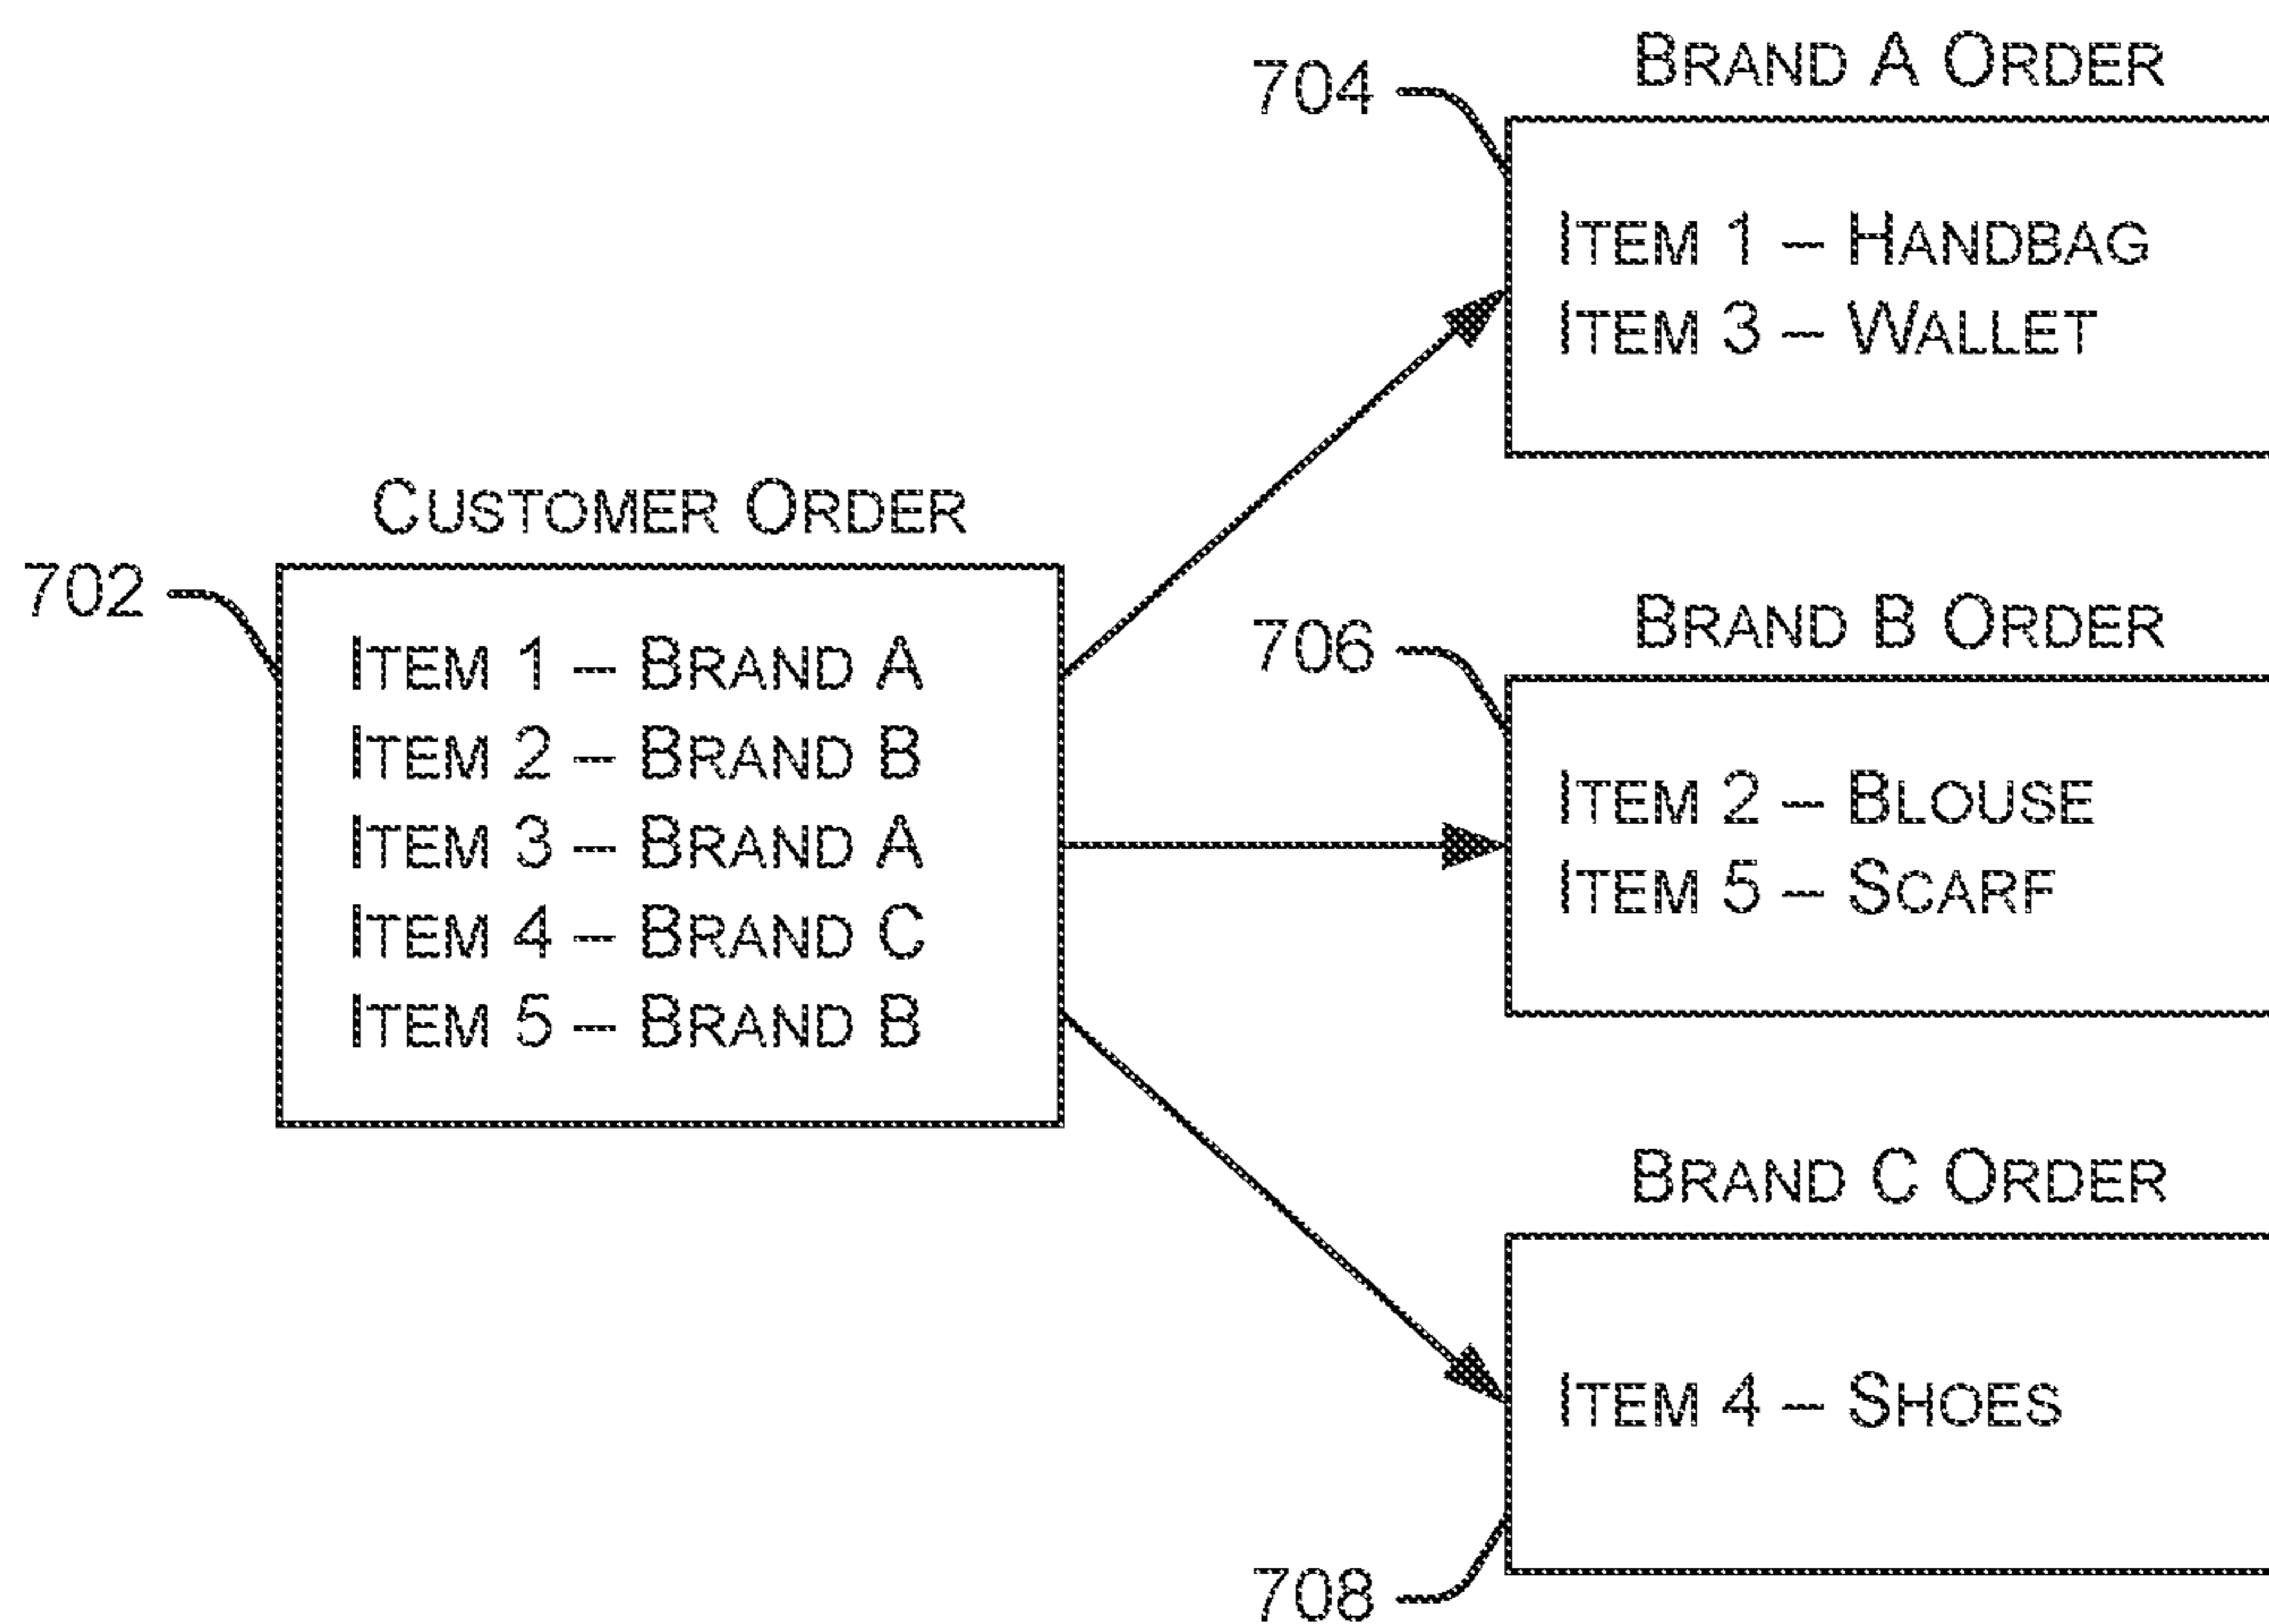 BRAND A ORDER
704
ITEM 1 – HANDBAG
ITEM 3 – WALLET
CUSTOMER ORDER
702
ITEM 1 – BRAND A
ITEM 2 – BRAND B
ITEM 3 – BRAND A
ITEM 4 – BRAND C
ITEM 5 – BRAND B
BRAND B ORDER
706
ITEM 2 – BLOUSE
ITEM 5 – SCARF
BRAND C ORDER
ITEM 4 – SHOES
708